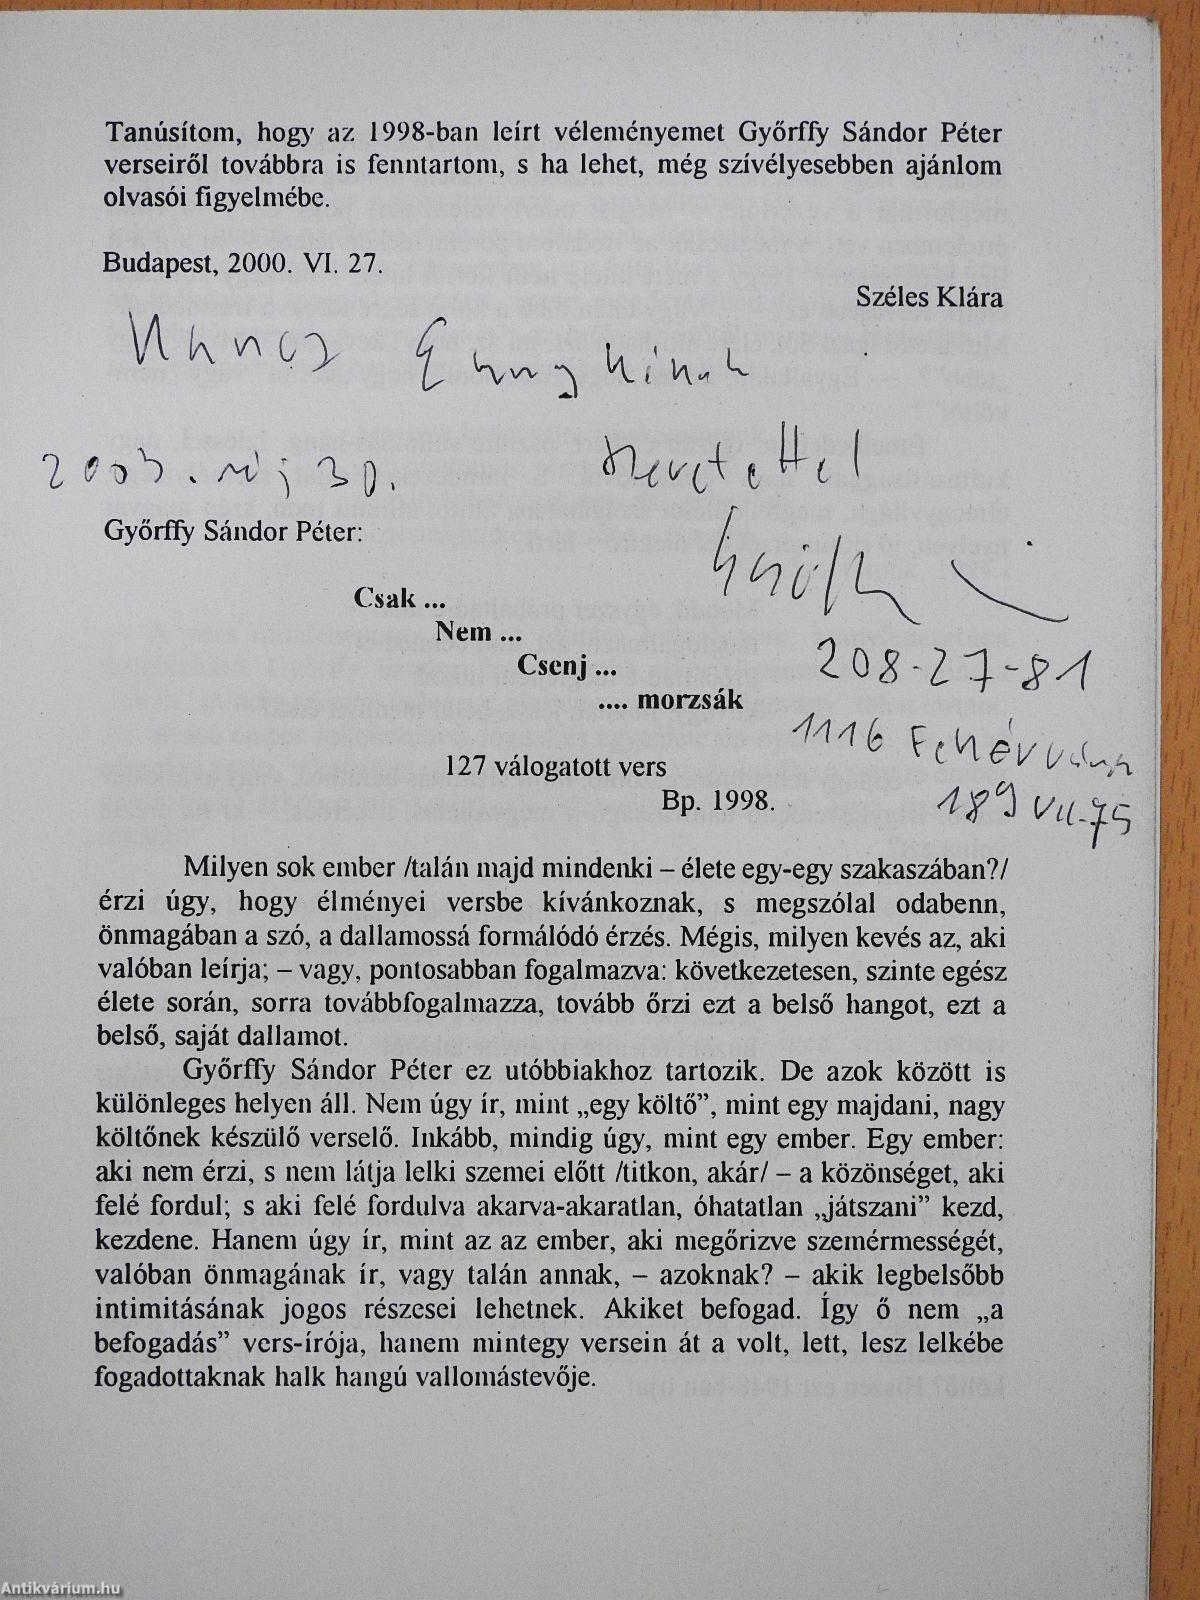 Tanúsítom, hogy az 1998-ban leírt véleményemet Győrffy Sándor Péter
verseiről továbbra is fenntartom, s ha lehet, még szívélyesebben ajánlom
olvasói figyelmébe.
Budapest, 2000. VI. 27.
Széles Klára
2003. máj 30.
szeretettel
Győrffy Sándor Péter:
Csak ...
Nem ...
Csenj ...
.... morzsák
208-27-81
1116 Fehérvári
189 VII. 75
127 válogatott vers
Bp. 1998.
Milyen sok ember /talán majd mindenki – élete egy-egy szakaszában?/
érzi úgy, hogy élményei versbe kívánkoznak, s megszólal odabenn,
önmagában a szó, a dallamossá formálódó érzés. Mégis, milyen kevés az, aki
valóban leírja; – vagy, pontosabban fogalmazva: következetesen, szinte egész
élete során, sorra továbbfogalmazza, tovább őrzi ezt a belső hangot, ezt a
belső, saját dallamot.
Győrffy Sándor Péter ez utóbbiakhoz tartozik. De azok között is
különleges helyen áll. Nem úgy ír, mint „egy költő”, mint egy majdani, nagy
költőnek készülő verselő. Inkább, mindig úgy, mint egy ember. Egy ember:
aki nem érzi, s nem látja lelki szemei előtt /titkon, akár/ – a közönséget, aki
felé fordul; s aki felé fordulva akarva-akaratlan, óhatatlan „játszani” kezd,
kezdene. Hanem úgy ír, mint az az ember, aki megőrizve szemérmességét,
valóban önmagának ír, vagy talán annak, – azoknak? – akik legbelsőbb
intimitásának jogos részesei lehetnek. Akiket befogad. Így ő nem „a
befogadás” vers-írója, hanem mintegy versein át a volt, lett, lesz lelkébe
fogadottaknak halk hangú vallomástevője.
Antikvárium.hu